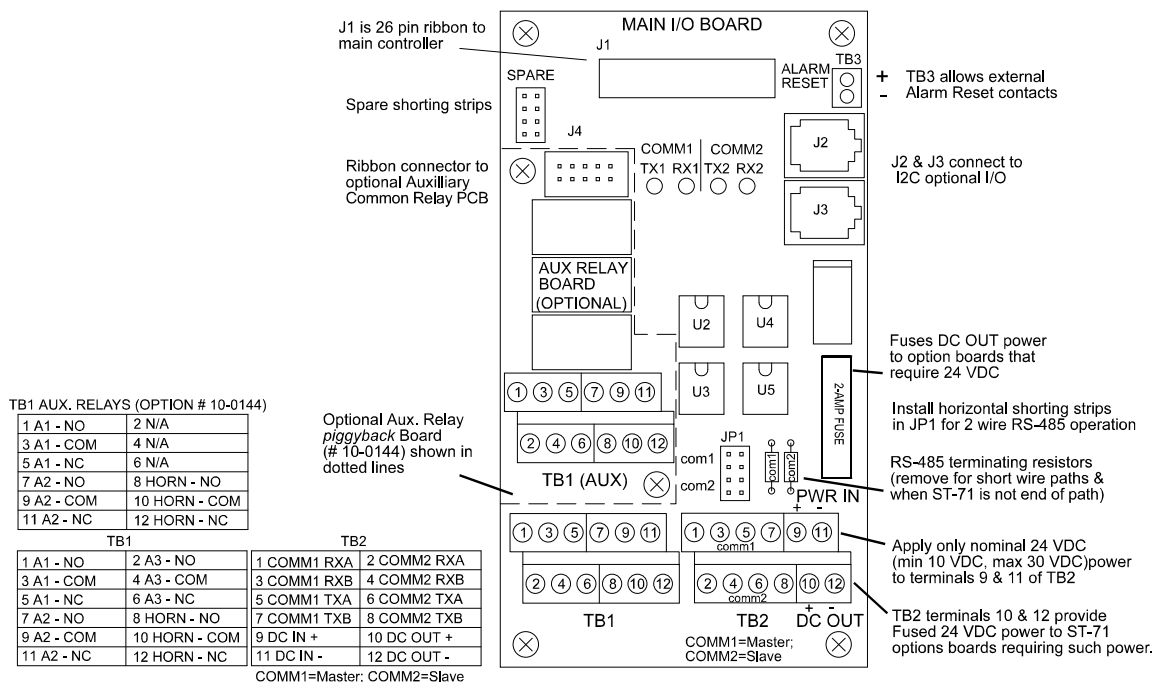 MAIN I/O BOARD
J1 is 26 pin ribbon to
main controller
J1
SPARE
Spare shorting strips
ALARM
RESET
TB3
+
-
TB3 allows external
Alarm Reset contacts
J4
Ribbon connector to
optional Auxilliary
Common Relay PCB
COMM1
COMM2
TX1 RX1 TX2 RX2
J2
J3
J2 & J3 connect to
I2C optional I/O
AUX RELAY
BOARD
(OPTIONAL)
U2
U4
U3
U5
Fuses DC OUT power
to option boards that
require 24 VDC
2-AMP FUSE
Install horizontal shorting strips
in JP1 for 2 wire RS-485 operation
1 3 5 7 9 11
2 4 6 8 10 12
TB1 (AUX)
Optional Aux. Relay
piggyback Board
(# 10-0144) shown in
dotted lines
JP1
com1
com2
com1
com2
RS-485 terminating resistors
(remove for short wire paths &
when ST-71 is not end of path)
PWR IN
+ -
1 3 5 7 9 11
2 4 6 8 10 12
TB1
1 3 5 7 9 11
comm1
2 4 6 8 10 12
comm2
+ -
TB2
DC OUT
COMM1=Master;
COMM2=Slave
Apply only nominal 24 VDC
(min 10 VDC, max 30 VDC)power
to terminals 9 & 11 of TB2
TB2 terminals 10 & 12 provide
Fused 24 VDC power to ST-71
options boards requiring such power.
TB1 AUX. RELAYS (OPTION # 10-0144)
1 A1 - NO 2 N/A
3 A1 - COM 4 N/A
5 A1 - NC 6 N/A
7 A2 - NO 8 HORN - NO
9 A2 - COM 10 HORN - COM
11 A2 - NC 12 HORN - NC
TB1
1 A1 - NO 2 A3 - NO
3 A1 - COM 4 A3 - COM
5 A1 - NC 6 A3 - NC
7 A2 - NO 8 HORN - NO
9 A2 - COM 10 HORN - COM
11 A2 - NC 12 HORN - NC
TB2
1 COMM1 RXA 2 COMM2 RXA
3 COMM1 RXB 4 COMM2 RXB
5 COMM1 TXA 6 COMM2 TXA
7 COMM1 TXB 8 COMM2 TXB
9 DC IN + 10 DC OUT +
11 DC IN - 12 DC OUT -
COMM1=Master; COMM2=Slave